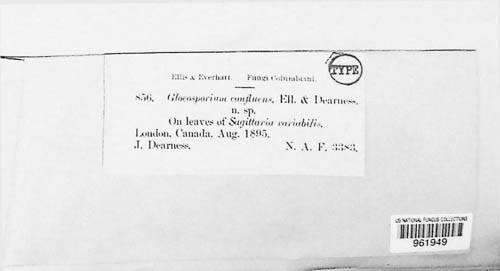 TYPE
Ellis & Everhart. Fungi Columbiani.
856. Gloeosporium confluens, Ell. & Dearness.
n. sp.
On leaves of Sagittaria variabilis.
London, Canada, Aug. 1895.
J. Dearness. N. A. F. 3383.
US NATIONAL FUNGUS COLLECTIONS
961949